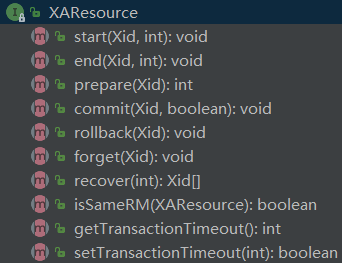 XAResource
start(Xid, int): void
end(Xid, int): void
prepare(Xid): int
commit(Xid, boolean): void
rollback(Xid): void
forget(Xid): void
recover(int): Xid[]
isSameRM(XAResource): boolean
getTransactionTimeout(): int
setTransactionTimeout(int): boolean